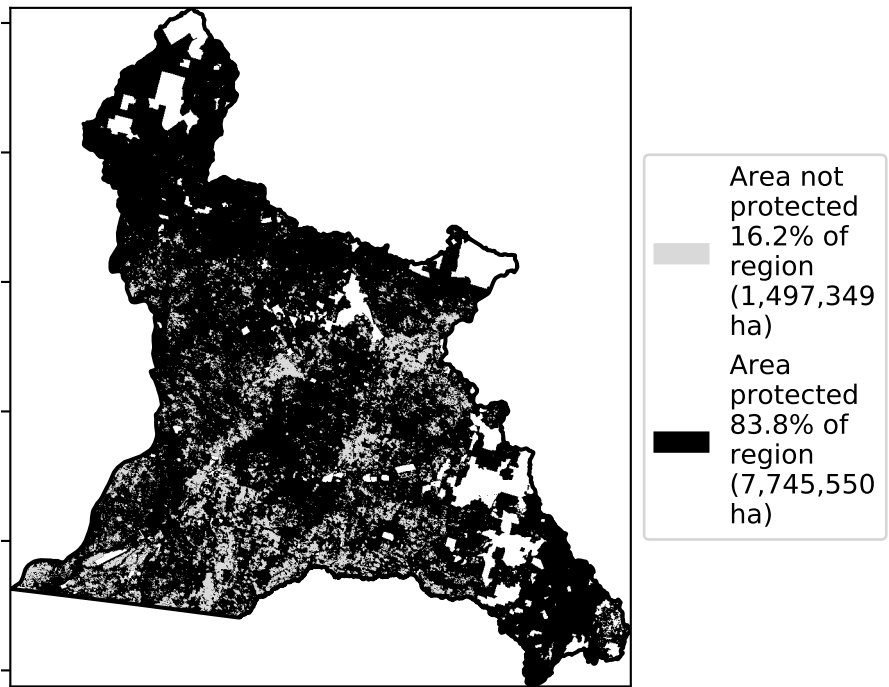 Area not
protected
16.2% of
region
(1,497,349
ha)
Area
protected
83.8% of
region
(7,745,550
ha)